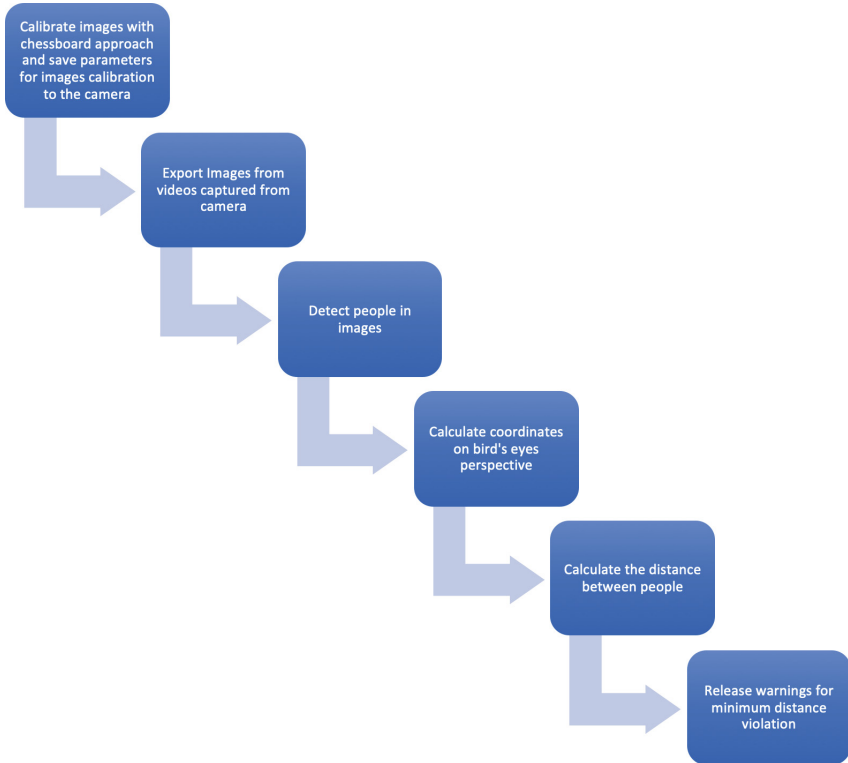 Calibrate images with
chessboard approach
and save parameters
for images calibration
to the camera
Export Images from
videos captured from
camera
Detect people in
images
Calculate coordinates
on bird's eyes
perspective
Calculate the distance
between people
Release warnings for
minimum distance
violation